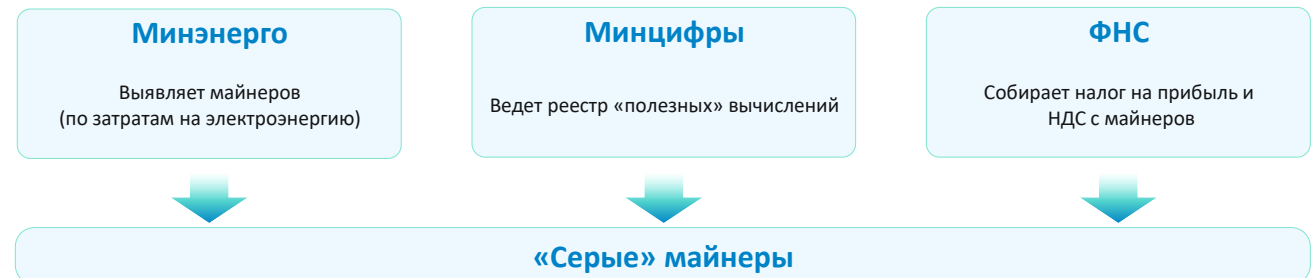 Минэнерго
Выявляет майнеров
(по затратам на электроэнергию)
Минцифры
Ведет реестр «полезных» вычислений
ФНС
Собирает налог на прибыль и
НДС с майнеров
«Серые» майнеры